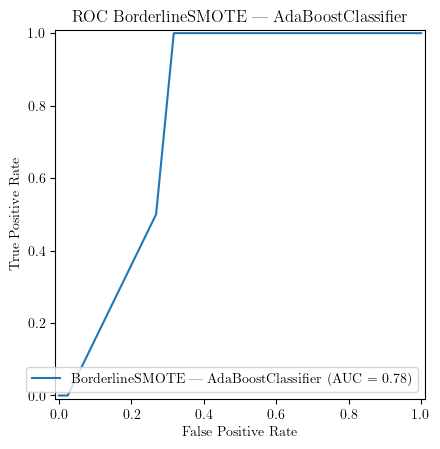 ROC BorderlineSMOTE — AdaBoostClassifier
1.0
0.8
0.6
0.4
0.2
0.0
True Positive Rate
BorderlineSMOTE — AdaBoostClassifier (AUC = 0.78)
0.0 0.2 0.4 0.6 0.8 1.0
False Positive Rate